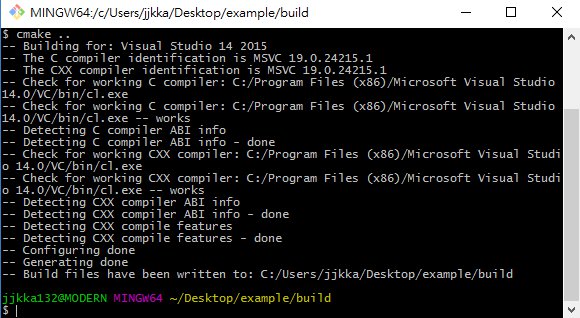 MINGW64:/c/Users/jjkka/Desktop/example/build
$ cmake ..
-- Building for: Visual Studio 14 2015
-- The C compiler identification is MSVC 19.0.24215.1
-- The CXX compiler identification is MSVC 19.0.24215.1
-- Check for working C compiler: C:/Program Files (x86)/Microsoft Visual Studio
14.0/VC/bin/cl.exe
-- Check for working C compiler: C:/Program Files (x86)/Microsoft Visual Studio
14.0/VC/bin/cl.exe -- works
-- Detecting C compiler ABI info
-- Detecting C compiler ABI info - done
-- Check for working CXX compiler: C:/Program Files (x86)/Microsoft Visual Studi
o 14.0/VC/bin/cl.exe
-- Check for working CXX compiler: C:/Program Files (x86)/Microsoft Visual Studi
o 14.0/VC/bin/cl.exe -- works
-- Detecting CXX compiler ABI info
-- Detecting CXX compiler ABI info - done
-- Detecting CXX compile features
-- Detecting CXX compile features - done
-- Configuring done
-- Generating done
-- Build files have been written to: C:/Users/jjkka/Desktop/example/build
jjkka132@MODERN MINGW64 ~/Desktop/example/build
$